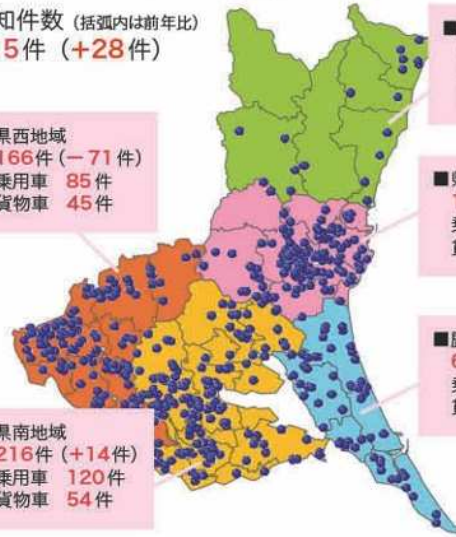 知件数 (括弧内は前年比)
5件 (+28件)
県西地域
166件 (−71件)
乗用車 85件
貨物車 45件
県南地域
216件 (+14件)
乗用車 120件
貨物車 54件